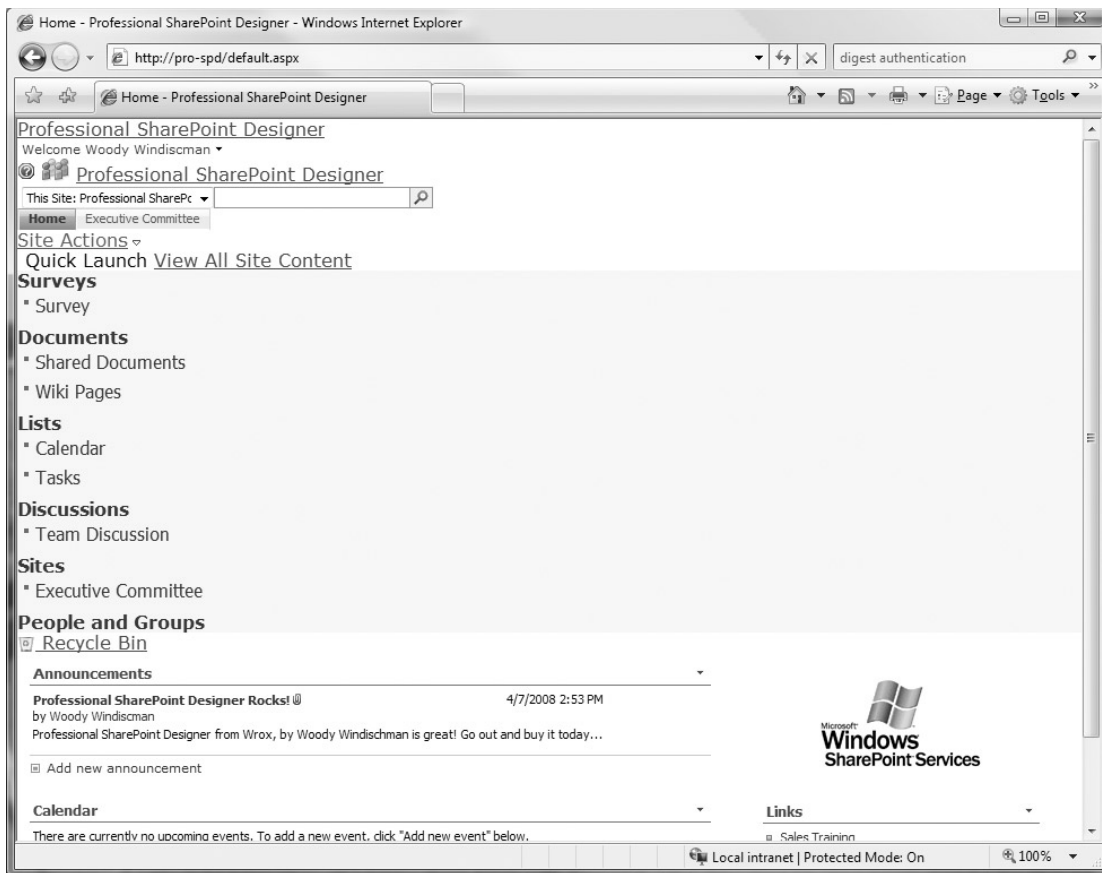 Home - Professional SharePoint Designer - Windows Internet Explorer
http://pro-spd/default.aspx
digest authentication
Home - Professional SharePoint Designer
Page
Tools
Professional SharePoint Designer
Welcome Woody Windiscman
Professional SharePoint Designer
This Site: Professional SharePc
Home Executive Committee
Site Actions
Quick Launch View All Site Content
Surveys
Survey
Documents
Shared Documents
Wiki Pages
Lists
Calendar
Tasks
Discussions
Team Discussion
Sites
Executive Committee
People and Groups
Recycle Bin
Announcements
Professional SharePoint Designer Rocks! 4/7/2008 2:53 PM
by Woody Windiscman
Professional SharePoint Designer from Wrox, by Woody Windischman is great! Go out and buy it today...
Add new announcement
Microsoft
Windows
SharePoint Services
Calendar
There are currently no upcoming events. To add a new event, click "Add new event" below.
Links
Sales Training
Local intranet | Protected Mode: On 100%